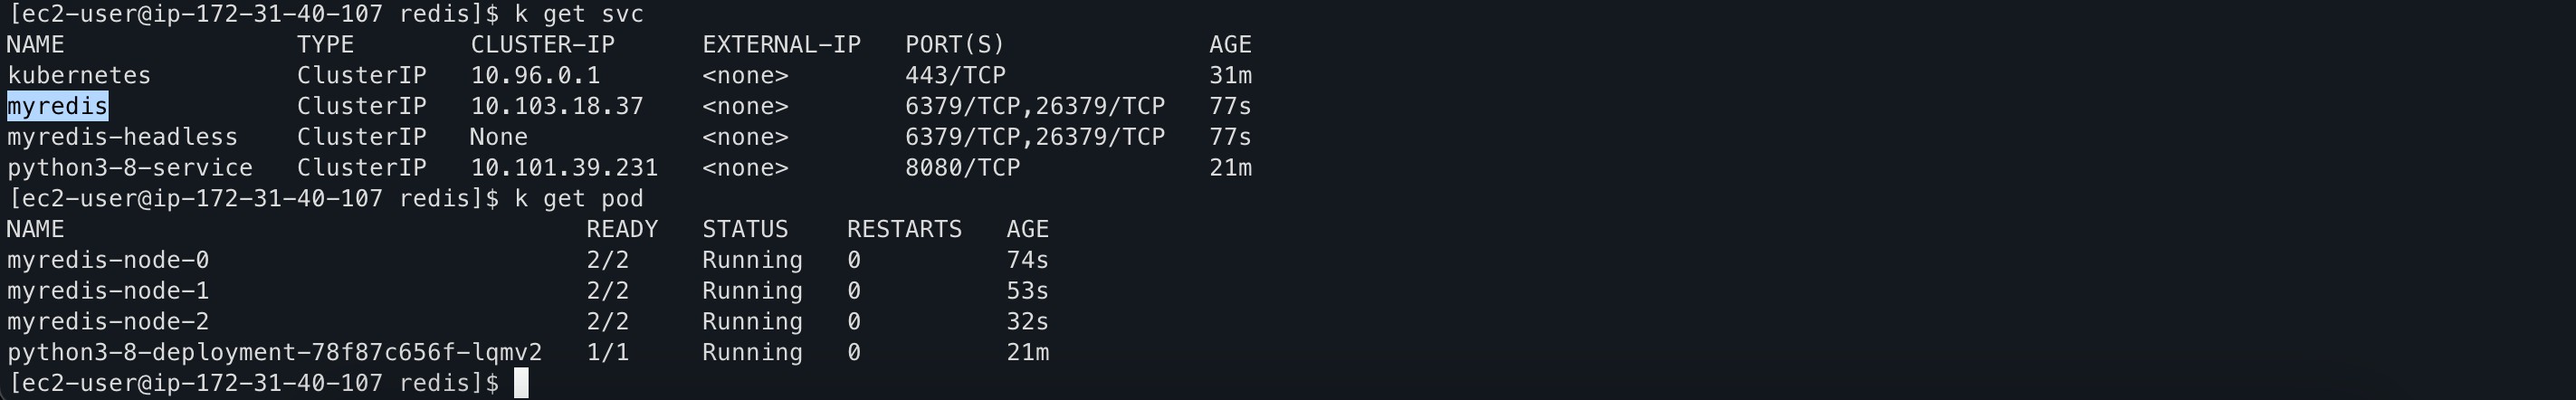 [ec2-user@ip-172-31-40-107 redis]$ k get svc
NAME                TYPE        CLUSTER-IP      EXTERNAL-IP   PORT(S)              AGE
kubernetes          ClusterIP   10.96.0.1       <none>        443/TCP              31m
myredis             ClusterIP   10.103.18.37    <none>        6379/TCP,26379/TCP   77s
myredis-headless    ClusterIP   None            <none>        6379/TCP,26379/TCP   77s
python3-8-service   ClusterIP   10.101.39.231   <none>        8080/TCP             21m
[ec2-user@ip-172-31-40-107 redis]$ k get pod
NAME                                    READY   STATUS    RESTARTS   AGE
myredis-node-0                          2/2     Running   0          74s
myredis-node-1                          2/2     Running   0          53s
myredis-node-2                          2/2     Running   0          32s
python3-8-deployment-78f87c656f-lqmv2   1/1     Running   0          21m
[ec2-user@ip-172-31-40-107 redis]$